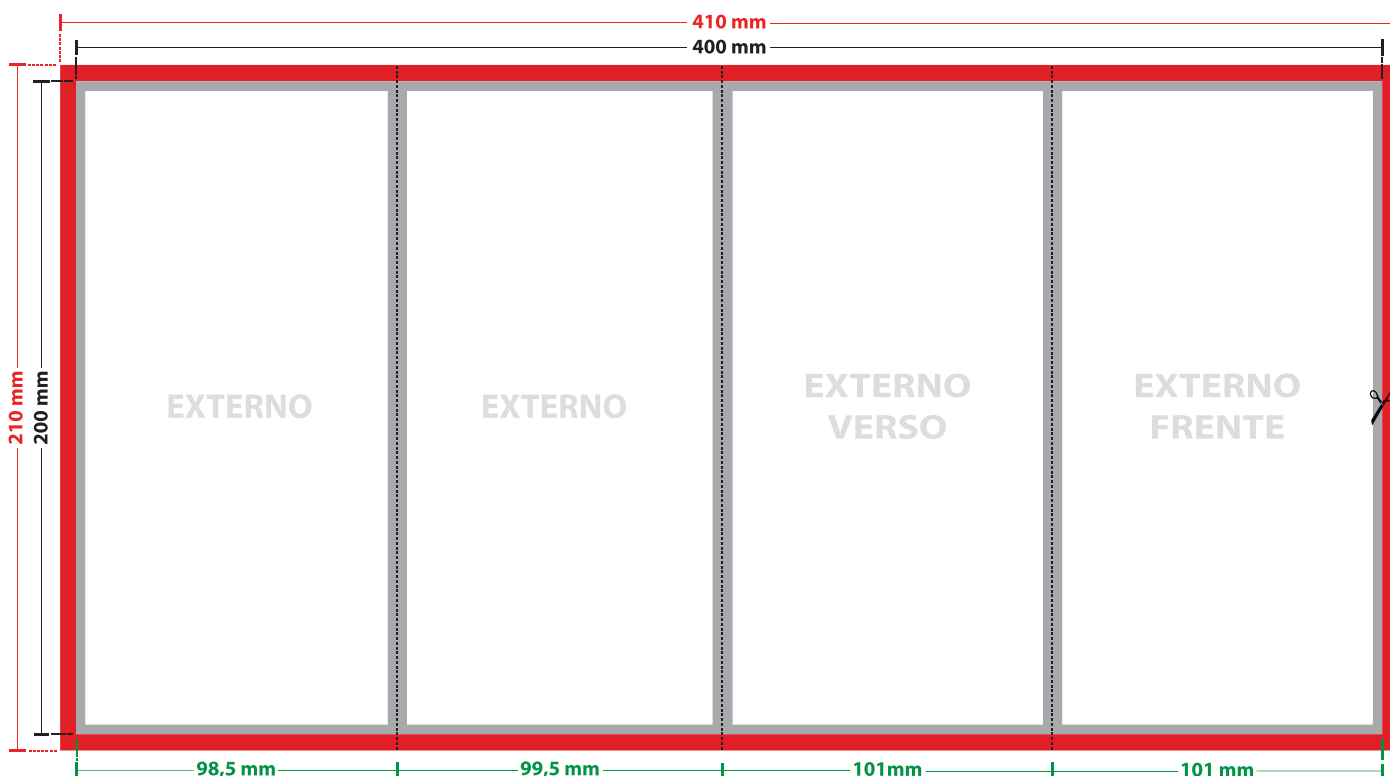 410 mm
400 mm
210 mm
200 mm
EXTERNO
EXTERNO
EXTERNO
VERSO
EXTERNO
FRENTE
98,5 mm
99,5 mm
101mm
101 mm